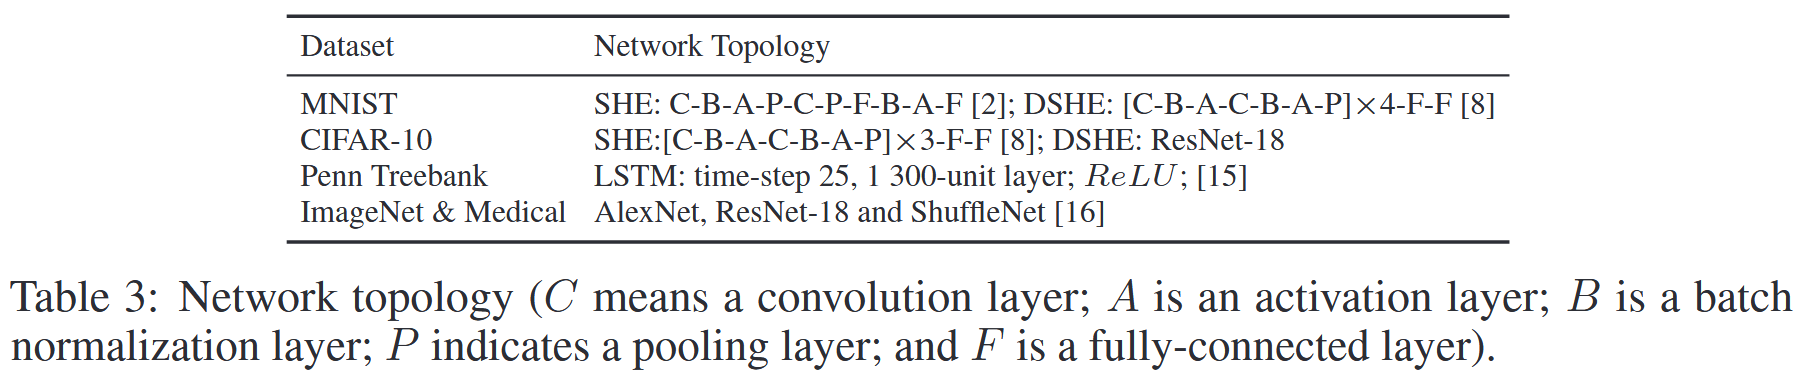 Dataset Network Topology
MNIST SHE: C-B-A-P-C-P-F-B-A-F [2]; DSHE: [C-B-A-C-B-A-P]×4-F-F [8]
CIFAR-10 SHE:[C-B-A-C-B-A-P]×3-F-F [8]; DSHE: ResNet-18
Penn Treebank LSTM: time-step 25, 1 300-unit layer; ReLU; [15]
ImageNet & Medical AlexNet, ResNet-18 and ShuffleNet [16]
Table 3: Network topology (C means a convolution layer; A is an activation layer; B is a batch
normalization layer; P indicates a pooling layer; and F is a fully-connected layer).